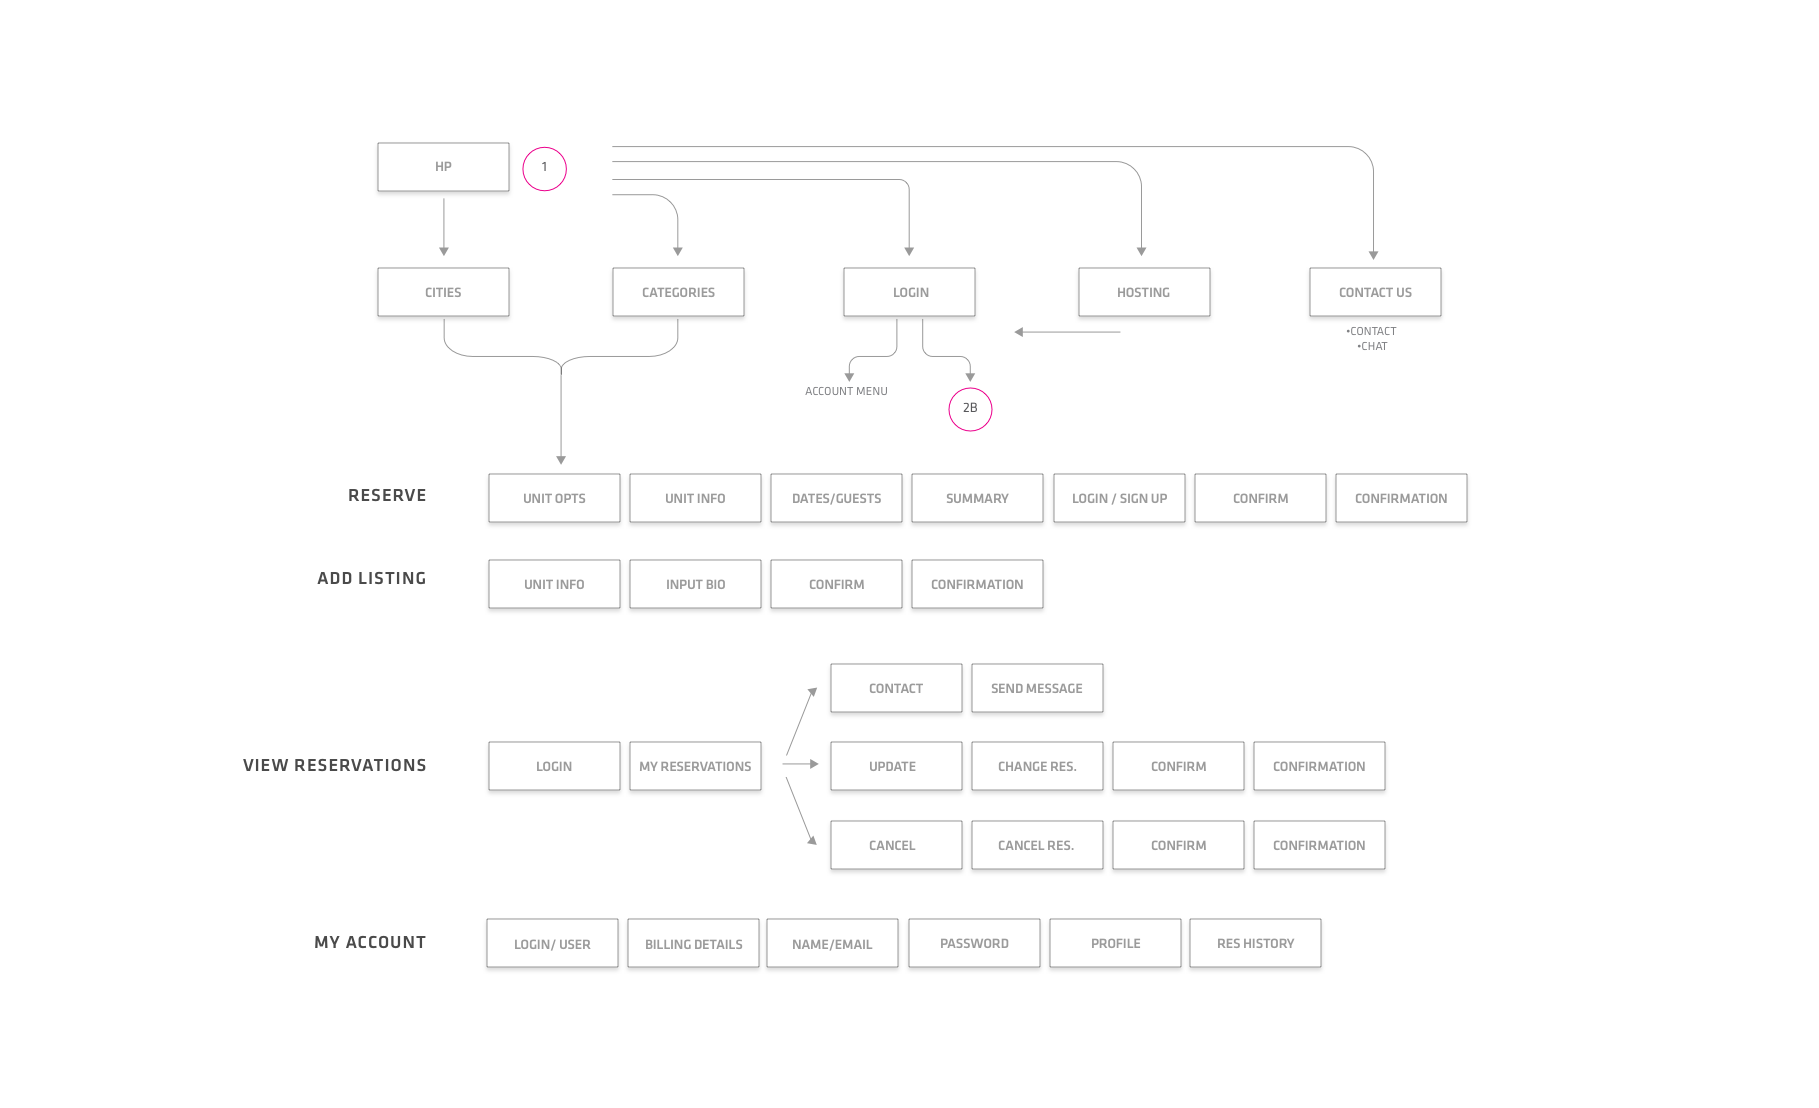 HP
1
CITIES
CATEGORIES
LOGIN
HOSTING
CONTACT US
•CONTACT
•CHAT
ACCOUNT MENU
2B
RESERVE
UNIT OPTS
UNIT INFO
DATES/GUESTS
SUMMARY
LOGIN / SIGN UP
CONFIRM
CONFIRMATION
ADD LISTING
UNIT INFO
INPUT BIO
CONFIRM
CONFIRMATION
CONTACT
SEND MESSAGE
VIEW RESERVATIONS
LOGIN
MY RESERVATIONS
UPDATE
CHANGE RES.
CONFIRM
CONFIRMATION
CANCEL
CANCEL RES.
CONFIRM
CONFIRMATION
MY ACCOUNT
LOGIN/ USER
BILLING DETAILS
NAME/EMAIL
PASSWORD
PROFILE
RES HISTORY